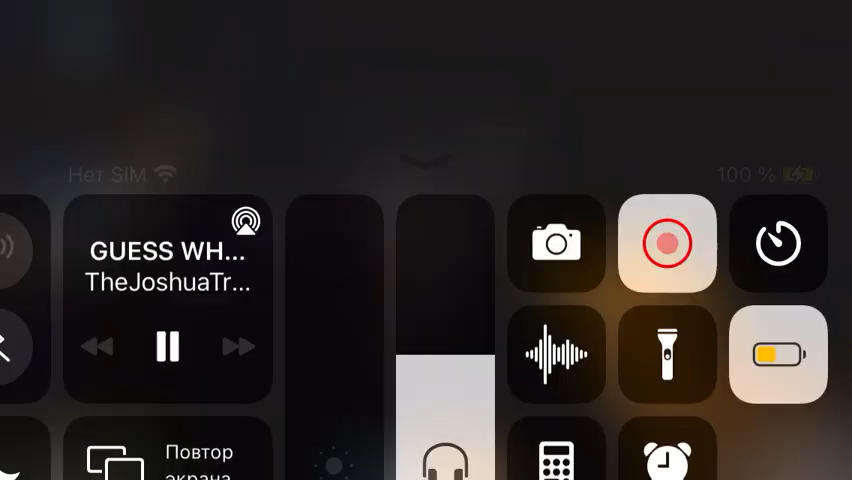 Нет SIM
100 %
GUESS WH...
TheJoshuaTr...
Повтор
экрана